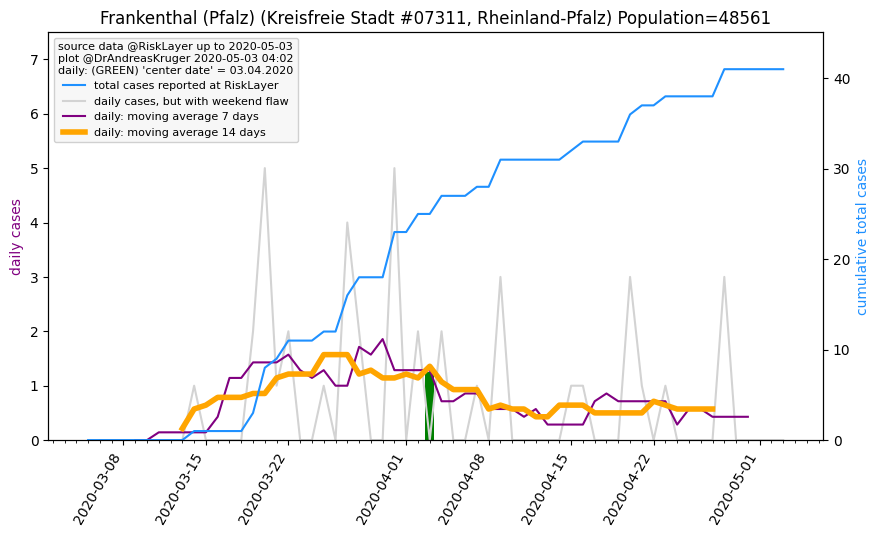 Frankenthal (Pfalz) (Kreisfreie Stadt #07311, Rheinland-Pfalz) Population=48561
source data @RiskLayer up to 2020-05-03
plot @DrAndreasKruger 2020-05-03 04:02
daily: (GREEN) 'center date' = 03.04.2020
total cases reported at RiskLayer
daily cases, but with weekend flaw
daily: moving average 7 days
daily: moving average 14 days
daily cases
7
6
5
4
3
2
1
0
cumulative total cases
40
30
20
10
0
2020-03-08
2020-03-15
2020-03-22
2020-04-01
2020-04-08
2020-04-15
2020-04-22
2020-05-01